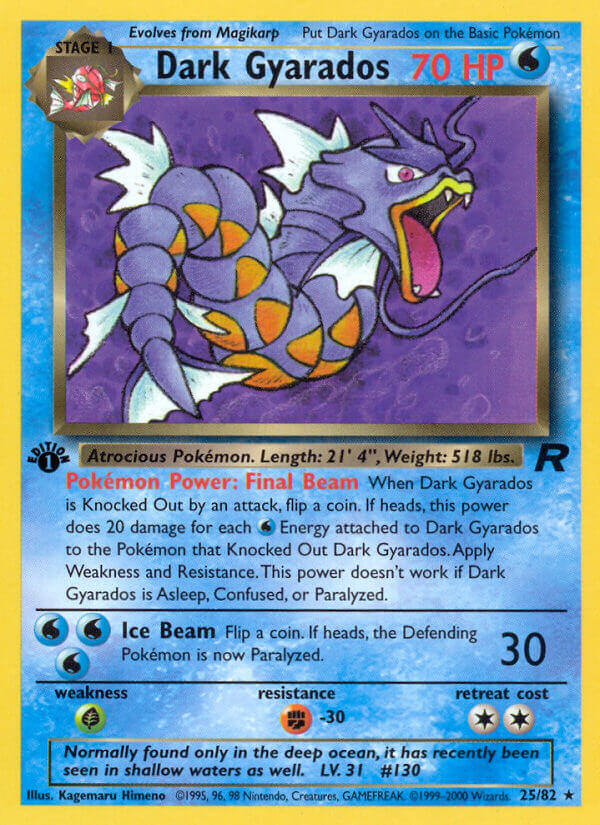 Evolves from Magikarp Put Dark Gyarados on the Basic Pokémon
STAGE 1
Dark Gyarados 70 HP
EDITION
1
Atrocious Pokémon. Length: 21' 4", Weight: 518 lbs.
R
Pokémon Power: Final Beam When Dark Gyarados
is Knocked Out by an attack, flip a coin. If heads, this power
does 20 damage for each Energy attached to Dark Gyarados
to the Pokémon that Knocked Out Dark Gyarados. Apply
Weakness and Resistance. This power doesn't work if Dark
Gyarados is Asleep, Confused, or Paralyzed.
Ice Beam Flip a coin. If heads, the Defending
Pokémon is now Paralyzed.
30
weakness resistance retreat cost
-30
Normally found only in the deep ocean, it has recently been
seen in shallow waters as well. LV. 31 #130
Illus. Kagemaru Himeno ©1995, 96, 98 Nintendo, Creatures, GAMEFREAK. ©1999-2000 Wizards. 25/82 ★